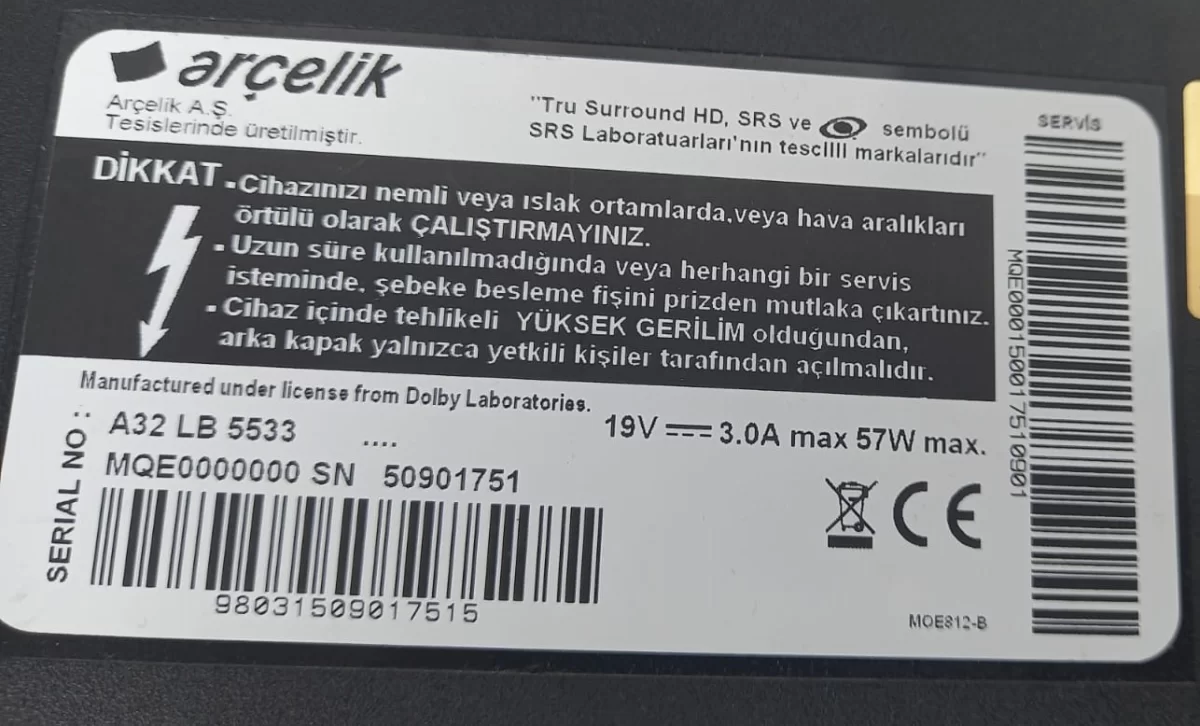 arçelik
Arçelik A.Ş.
Tesislerinde üretilmiştir.
"Tru Surround HD, SRS ve sembolü
SRS Laboratuarları'nın tescllll markalarıdır"
SERVİS
DİKKAT
Cihazınızı nemli veya ıslak ortamlarda,veya hava aralıkları
örtülü olarak ÇALIŞTIRMAYINIZ.
Uzun süre kullanılmadığında veya herhangi bir servis
isteminde, şebeke besleme fişini prizden mutlaka çıkartınız.
Cihaz içinde tehlikeli YÜKSEK GERİLİM olduğundan,
arka kapak yalnızca yetkili kişiler tarafından açılmalıdır.
MQE000150017510901
Manufactured under license from Dolby Laboratories.
SERIAL NO :
A32 LB 5533 ....
19V 3.0A max 57W max.
MQE0000000 SN 50901751
CE
98031509017515
MOE812-B